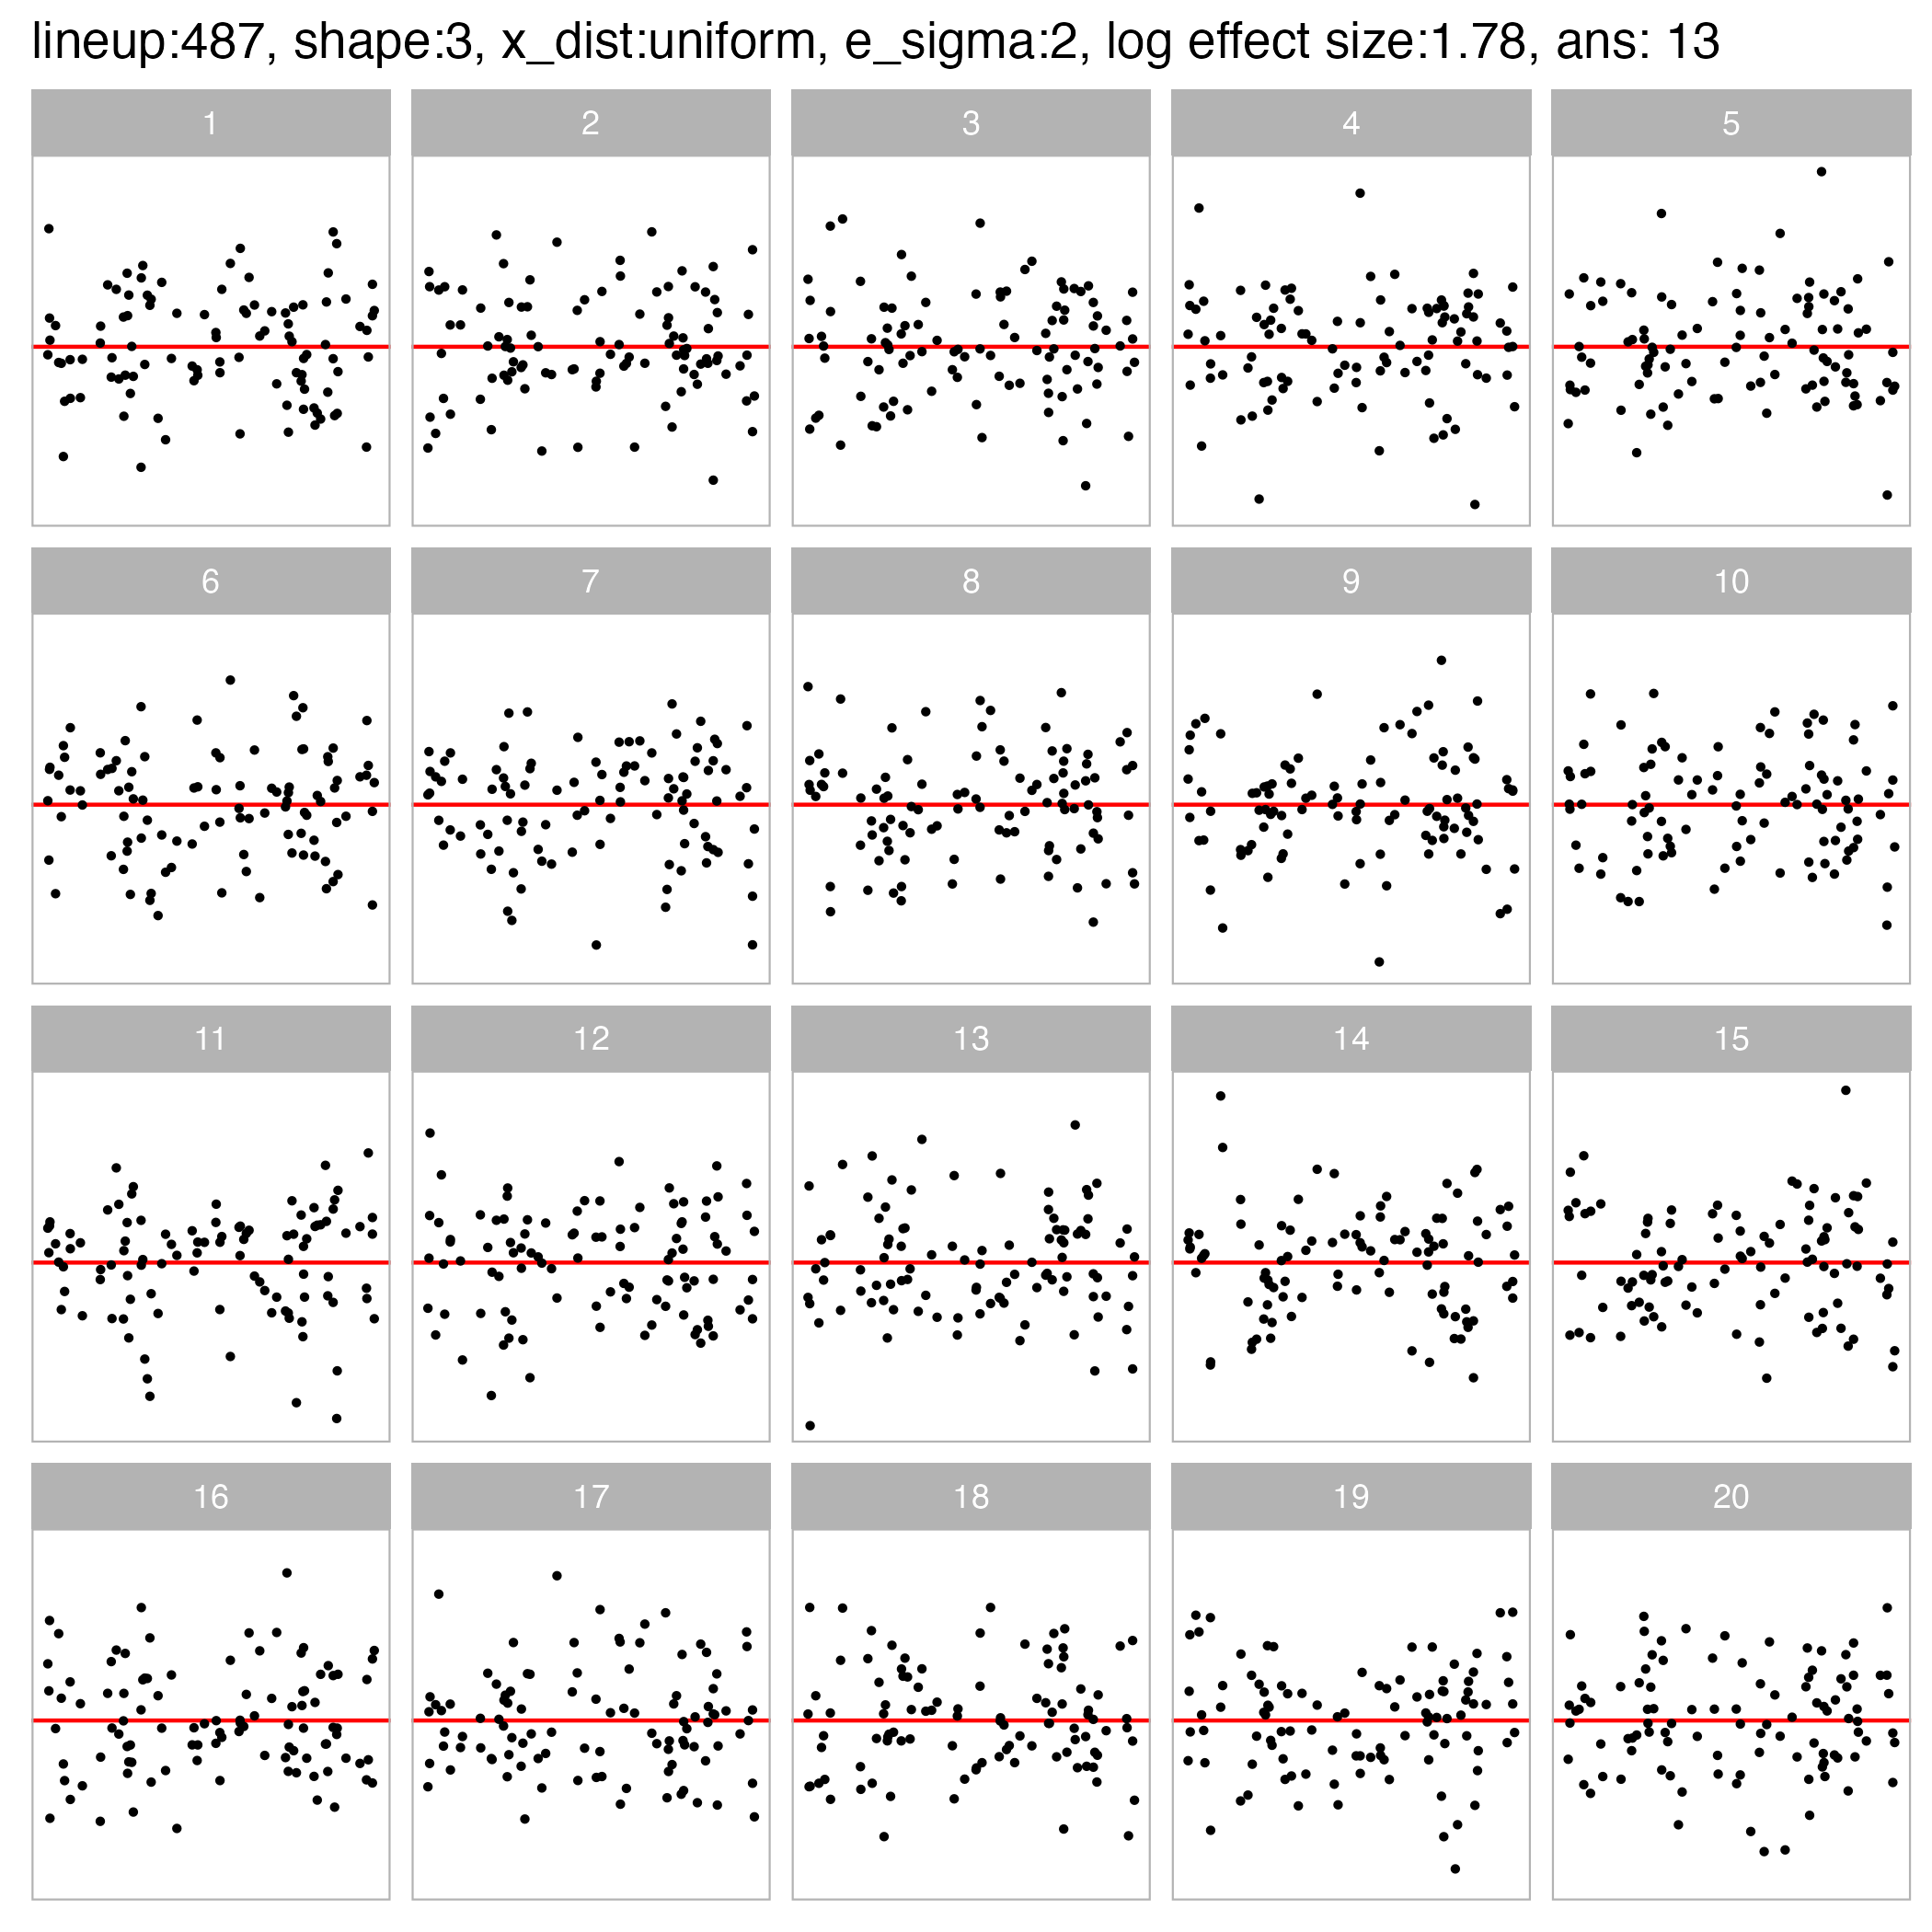 lineup:487, shape:3, x_dist:uniform, e_sigma:2, log effect size:1.78, ans: 13
1 2 3 4 5
6 7 8 9 10
11 12 13 14 15
16 17 18 19 20